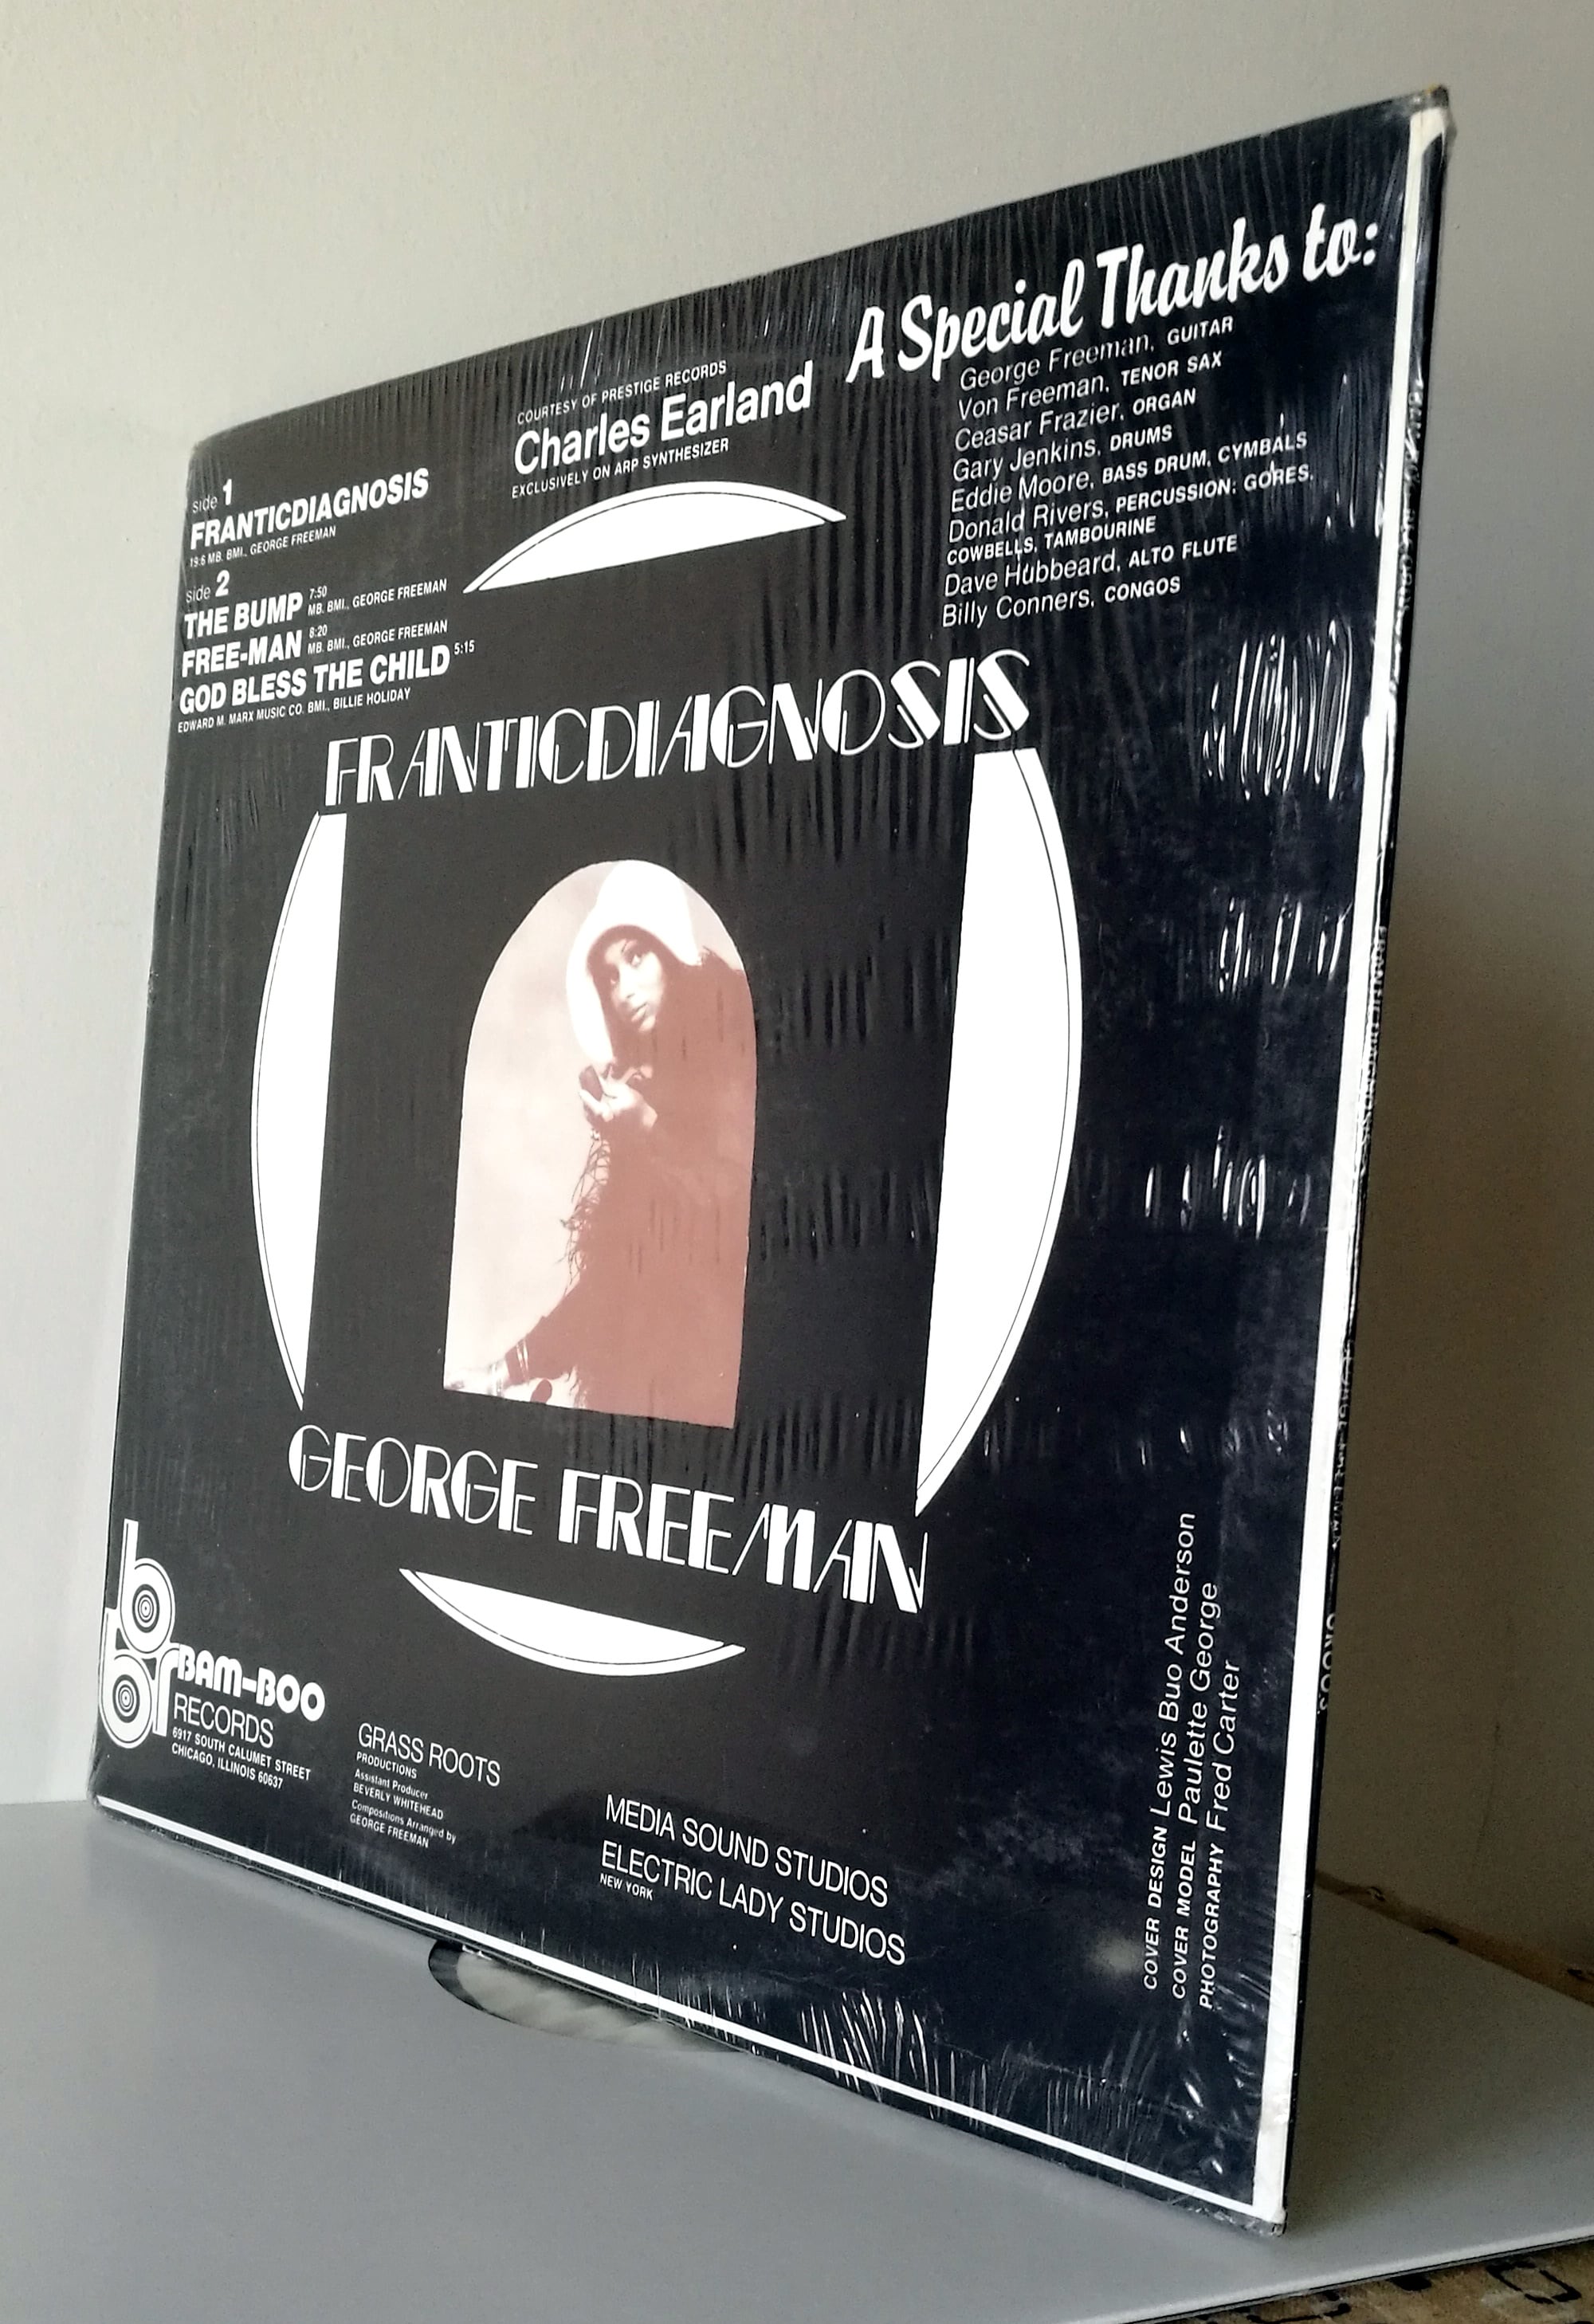 side 1
FRANTICDIAGNOSIS
19:6 MB. BMI., GEORGE FREEMAN
side 2
THE BUMP 7:50 MB. BMI., GEORGE FREEMAN
FREE-MAN 8:20 MB. BMI., GEORGE FREEMAN
GOD BLESS THE CHILD 5:15
EDWARD M. MARX MUSIC CO. BMI., BILLIE HOLIDAY
COURTESY OF PRESTIGE RECORDS
Charles Earland
EXCLUSIVELY ON ARP SYNTHESIZER
A Special Thanks to:
George Freeman, GUITAR
Von Freeman, TENOR SAX
Ceasar Frazier, ORGAN
Gary Jenkins, DRUMS
Eddie Moore, BASS DRUM, CYMBALS
Donald Rivers, PERCUSSION; GORES,
COWBELLS, TAMBOURINE
Dave Hubbeard, ALTO FLUTE
Billy Conners, CONGOS
FRANTICDIAGNOSIS
GEORGE FREEMAN
bbr
BAM-BOO
RECORDS
6917 SOUTH CALUMET STREET
CHICAGO, ILLINOIS 60637
GRASS ROOTS
PRODUCTIONS
Assistant Producer
BEVERLY WHITEHEAD
Compositions Arranged by
GEORGE FREEMAN
MEDIA SOUND STUDIOS
ELECTRIC LADY STUDIOS
NEW YORK
COVER DESIGN Lewis Buo Anderson
COVER MODEL Paulette George
PHOTOGRAPHY Fred Carter